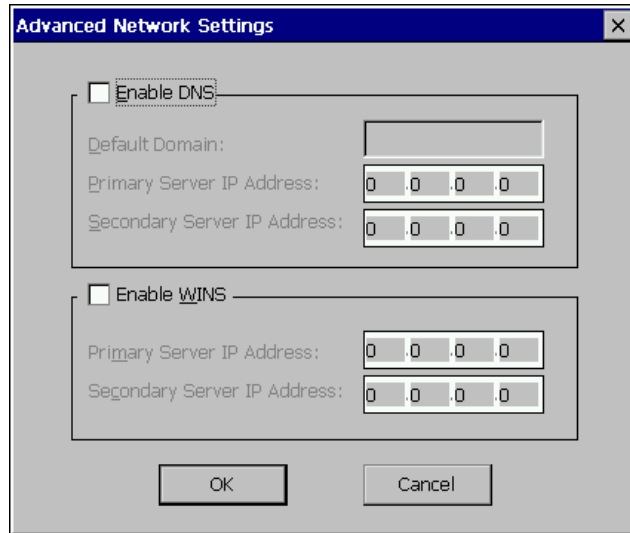 Advanced Network Settings
Enable DNS
Default Domain:
Primary Server IP Address: 0 .0 .0 .0
Secondary Server IP Address: 0 .0 .0 .0
Enable WINS
Primary Server IP Address: 0 .0 .0 .0
Secondary Server IP Address: 0 .0 .0 .0
OK Cancel